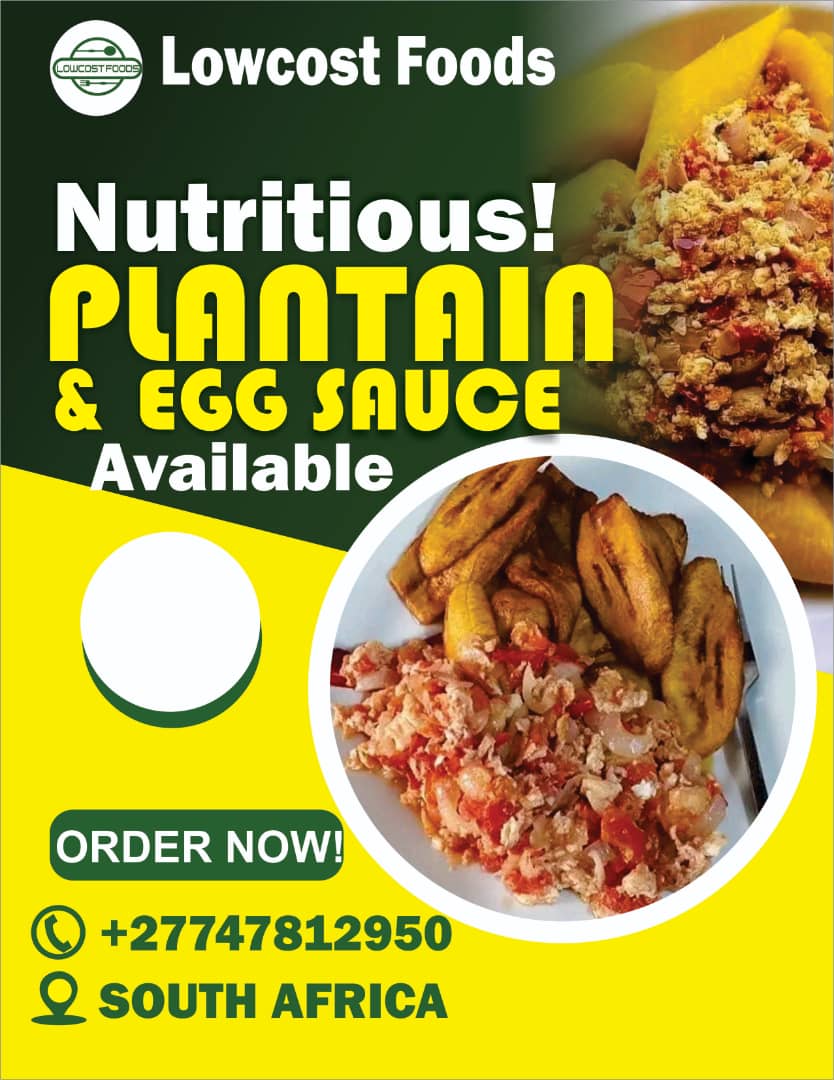 LOWCOST FOODS
Lowcost Foods
Nutritious!
PLANTAIN
& EGG SAUCE
Available
ORDER NOW!
+27747812950
SOUTH AFRICA